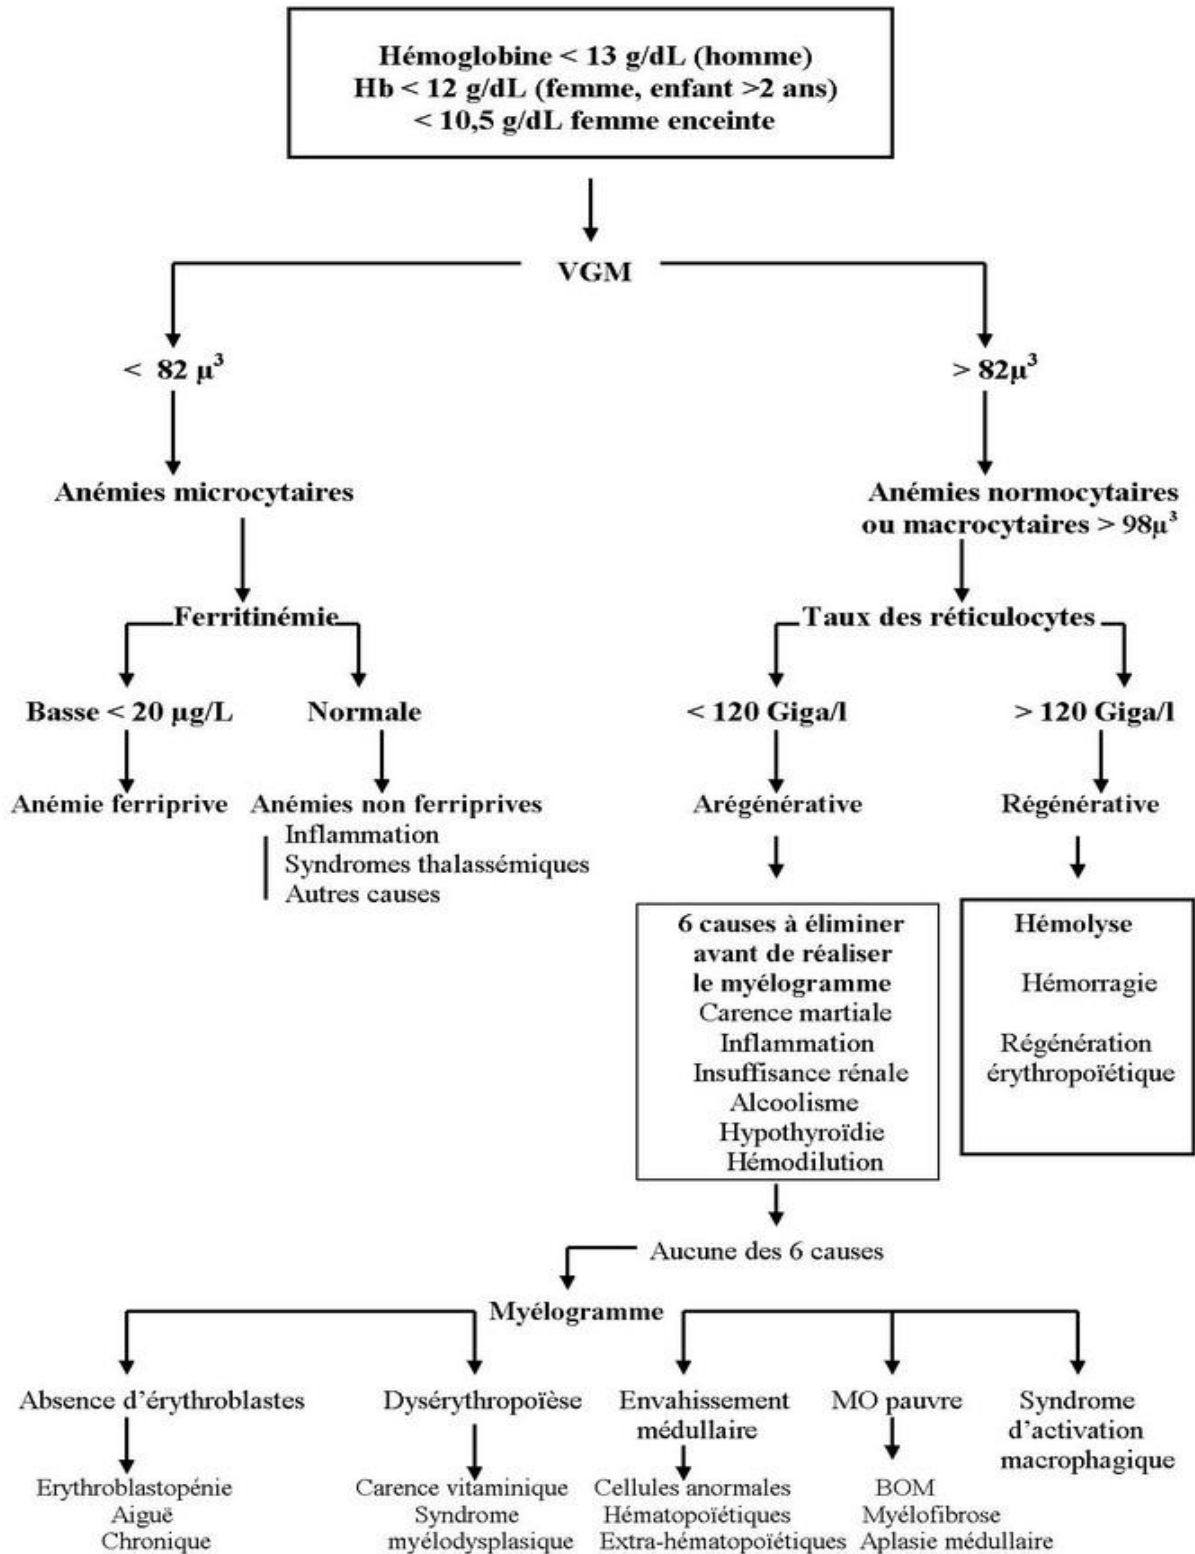 Hémoglobine < 13 g/dL (homme)
Hb < 12 g/dL (femme, enfant >2 ans)
< 10,5 g/dL femme enceinte
VGM
< 82 µ³
> 82µ³
Anémies microcytaires
Anémies normocytaires
ou macrocytaires > 98µ³
Ferritinémie
Taux des réticulocytes
Basse < 20 µg/L
Normale
< 120 Giga/l
> 120 Giga/l
Anémie ferriprive
Anémies non ferriprives
Inflammation
Syndromes thalassémiques
Autres causes
Arégénérative
Régénérative
6 causes à éliminer
avant de réaliser
le myélogramme
Carence martiale
Inflammation
Insuffisance rénale
Alcoolisme
Hypothyroïdie
Hémodilution
Hémolyse
Hémorragie
Régénération
érythropoïétique
Aucune des 6 causes
Myélogramme
Absence d'érythroblastes
Dysérythropoïèse
Envahissement
médullaire
MO pauvre
Syndrome
d'activation
macrophagique
Erythroblastopénie
Aiguë
Chronique
Carence vitaminique
Syndrome
myélodysplasique
Cellules anormales
Hématopoïétiques
Extra-hématopoïétiques
BOM
Myélofibrose
Aplasie médullaire